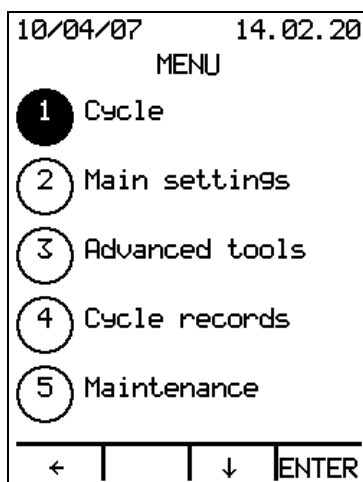 10/04/07 14.02.20
MENU
1 Cycle
2 Main settings
3 Advanced tools
4 Cycle records
5 Maintenance
← ↓ ENTER